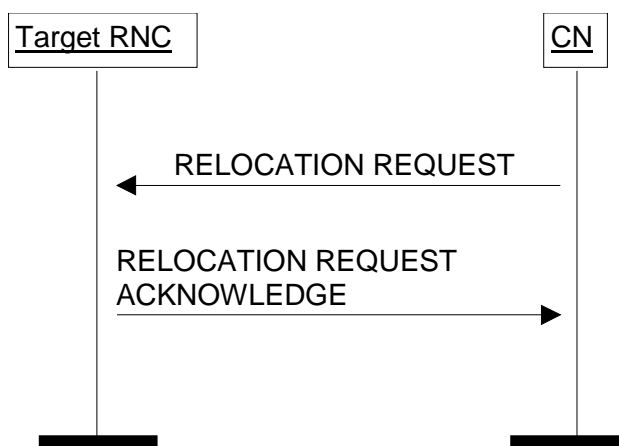 Target RNC
CN
RELOCATION REQUEST
RELOCATION REQUEST
ACKNOWLEDGE